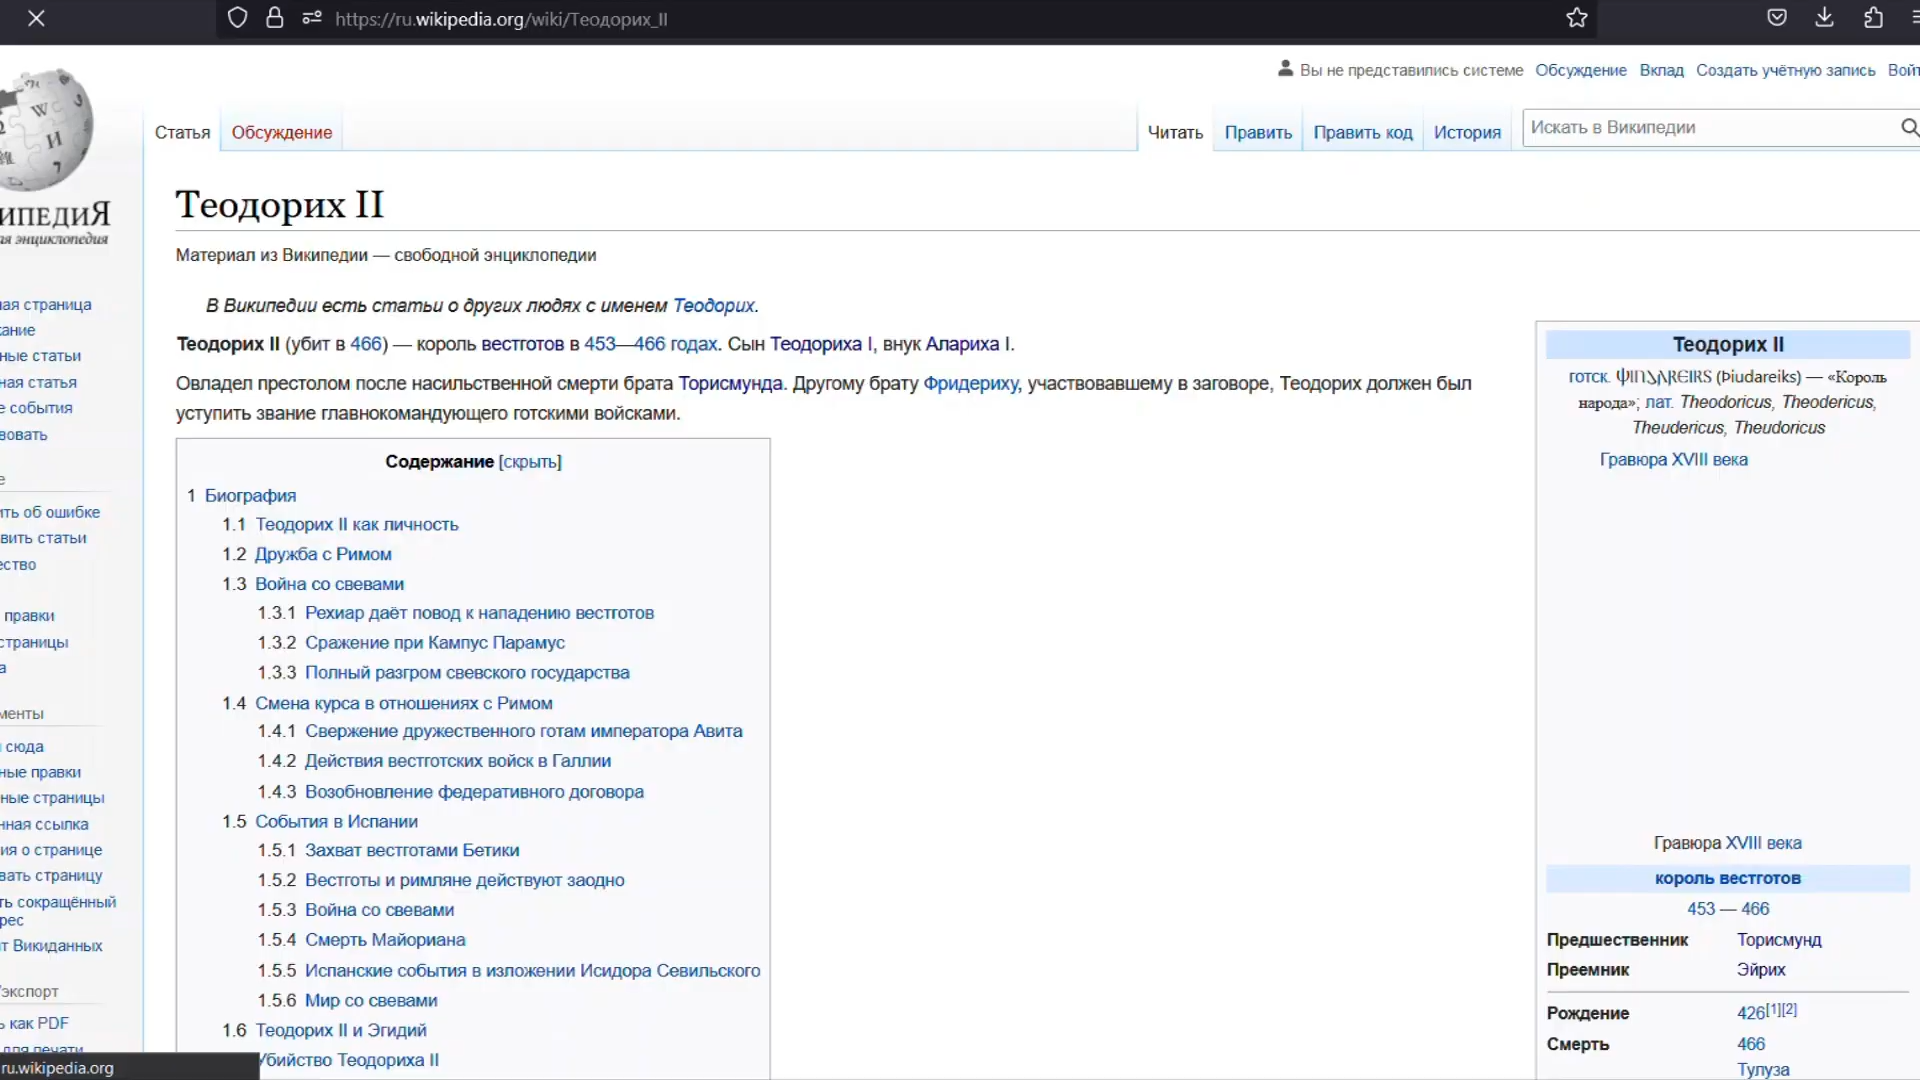 https://ru.wikipedia.org/wiki/Теодорих_II
Вы не представились системе Обсуждение Вклад Создать учётную запись
Статья Обсуждение Читать Править Править код История Искать в Википедии
Теодорих II
Материал из Википедии — свободной энциклопедии
В Википедии есть статьи о других людях с именем Теодорих.
Теодорих II (убит в 466) — король вестготов в 453—466 годах. Сын Теодориха I, внук Алариха I.
Овладел престолом после насильственной смерти брата Торисмунда. Другому брату Фридериху, участвовавшему в заговоре, Теодорих должен был
уступить звание главнокомандующего готскими войсками.
Содержание [скрыть]
1 Биография
1.1 Теодорих II как личность
1.2 Дружба с Римом
1.3 Война со свевами
1.3.1 Рехиар даёт повод к нападению вестготов
1.3.2 Сражение при Кампус Парамус
1.3.3 Полный разгром свевского государства
1.4 Смена курса в отношениях с Римом
1.4.1 Свержение дружественного готам императора Авита
1.4.2 Действия вестготских войск в Галлии
1.4.3 Возобновление федеративного договора
1.5 События в Испании
1.5.1 Захват вестготами Бетики
1.5.2 Вестготы и римляне действуют заодно
1.5.3 Война со свевами
1.5.4 Смерть Майориана
1.5.5 Испанские события в изложении Исидора Севильского
1.5.6 Мир со свевами
1.6 Теодорих II и Эгидий
Убийство Теодориха II
Теодорих II
готск. 𐌸𐌹𐌿𐌳𐌰𐍂𐌴𐌹𐌺𐍃 (Þiudareiks) — «Король
народа»; лат. Theodoricus, Theodericus,
Theudericus, Theudoricus
Гравюра XVIII века
Гравюра XVIII века
король вестготов
453 — 466
Предшественник Торисмунд
Преемник Эйрих
Рождение 426[1][2]
Смерть 466
Тулуза
ИПЕДИЯ
ая энциклопедия
ая страница
ание
ные статьи
ная статья
е события
вовать
е
ить об ошибке
вить статьи
ество
правки
страницы
а
менты
сюда
ные правки
ные страницы
нная ссылка
ия о странице
вать страницу
ть сокращённый
рес
т Викиданных
/экспорт
ь как PDF
для печати
ru.wikipedia.org